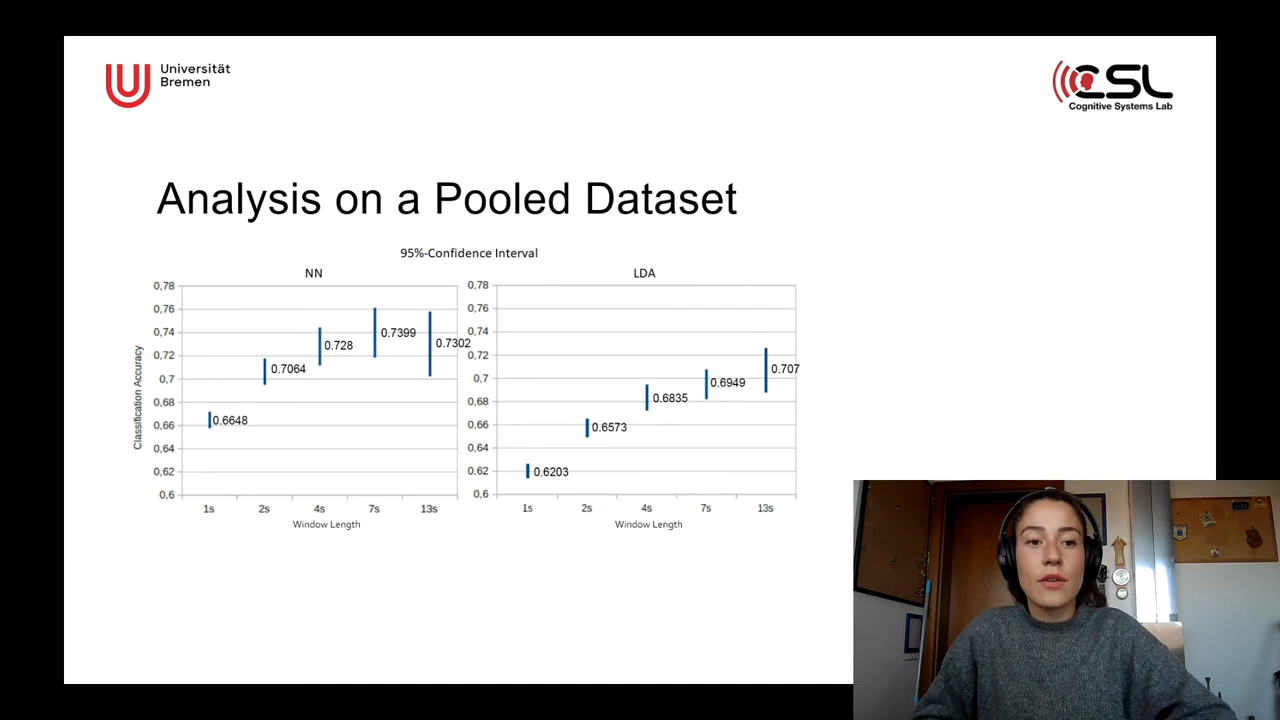 Universität
Bremen
CSL
Cognitive Systems Lab
Analysis on a Pooled Dataset
95%-Confidence Interval
NN
LDA
Classification Accuracy
0,78
0,76
0,74
0,72
0,7
0,68
0,66
0,64
0,62
0,6
0.6648
0.7064
0.728
0.7399
0.7302
1s
2s
4s
7s
13s
Window Length
0,78
0,76
0,74
0,72
0,7
0,68
0,66
0,64
0,62
0,6
0.6203
0.6573
0.6835
0.6949
0.707
1s
2s
4s
7s
13s
Window Length